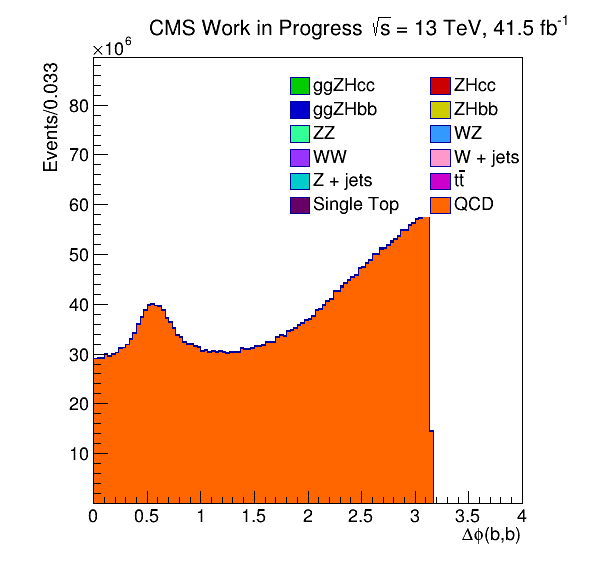 CMS Work in Progress √s = 13 TeV, 41.5 fb⁻¹
×10⁶
Events/0.033
80
70
60
50
40
30
20
10
ggZHcc ZHcc
ggZHbb ZHbb
ZZ WZ
WW W + jets
Z + jets tt̄
Single Top QCD
0 0.5 1 1.5 2 2.5 3 3.5 4
Δϕ(b,b)